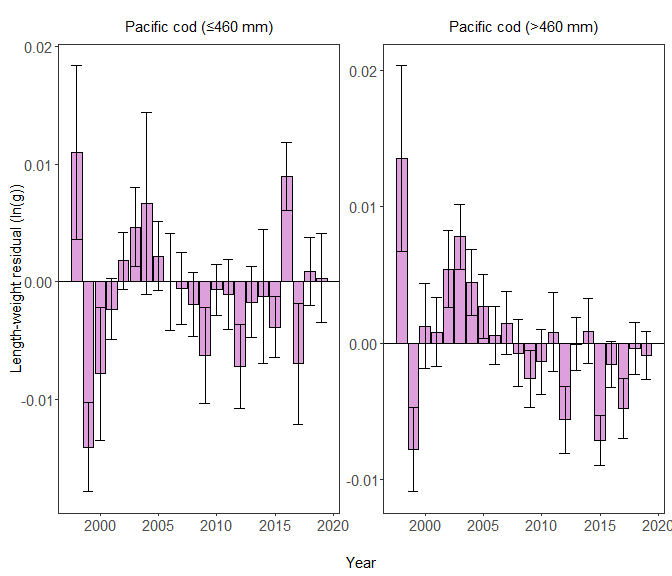 Pacific cod (≤460 mm)
Pacific cod (>460 mm)
Length-weight residual (ln(g))
0.02
0.01
0.00
-0.01
0.02
0.01
0.00
-0.01
2000 2005 2010 2015 2020
2000 2005 2010 2015 2020
Year